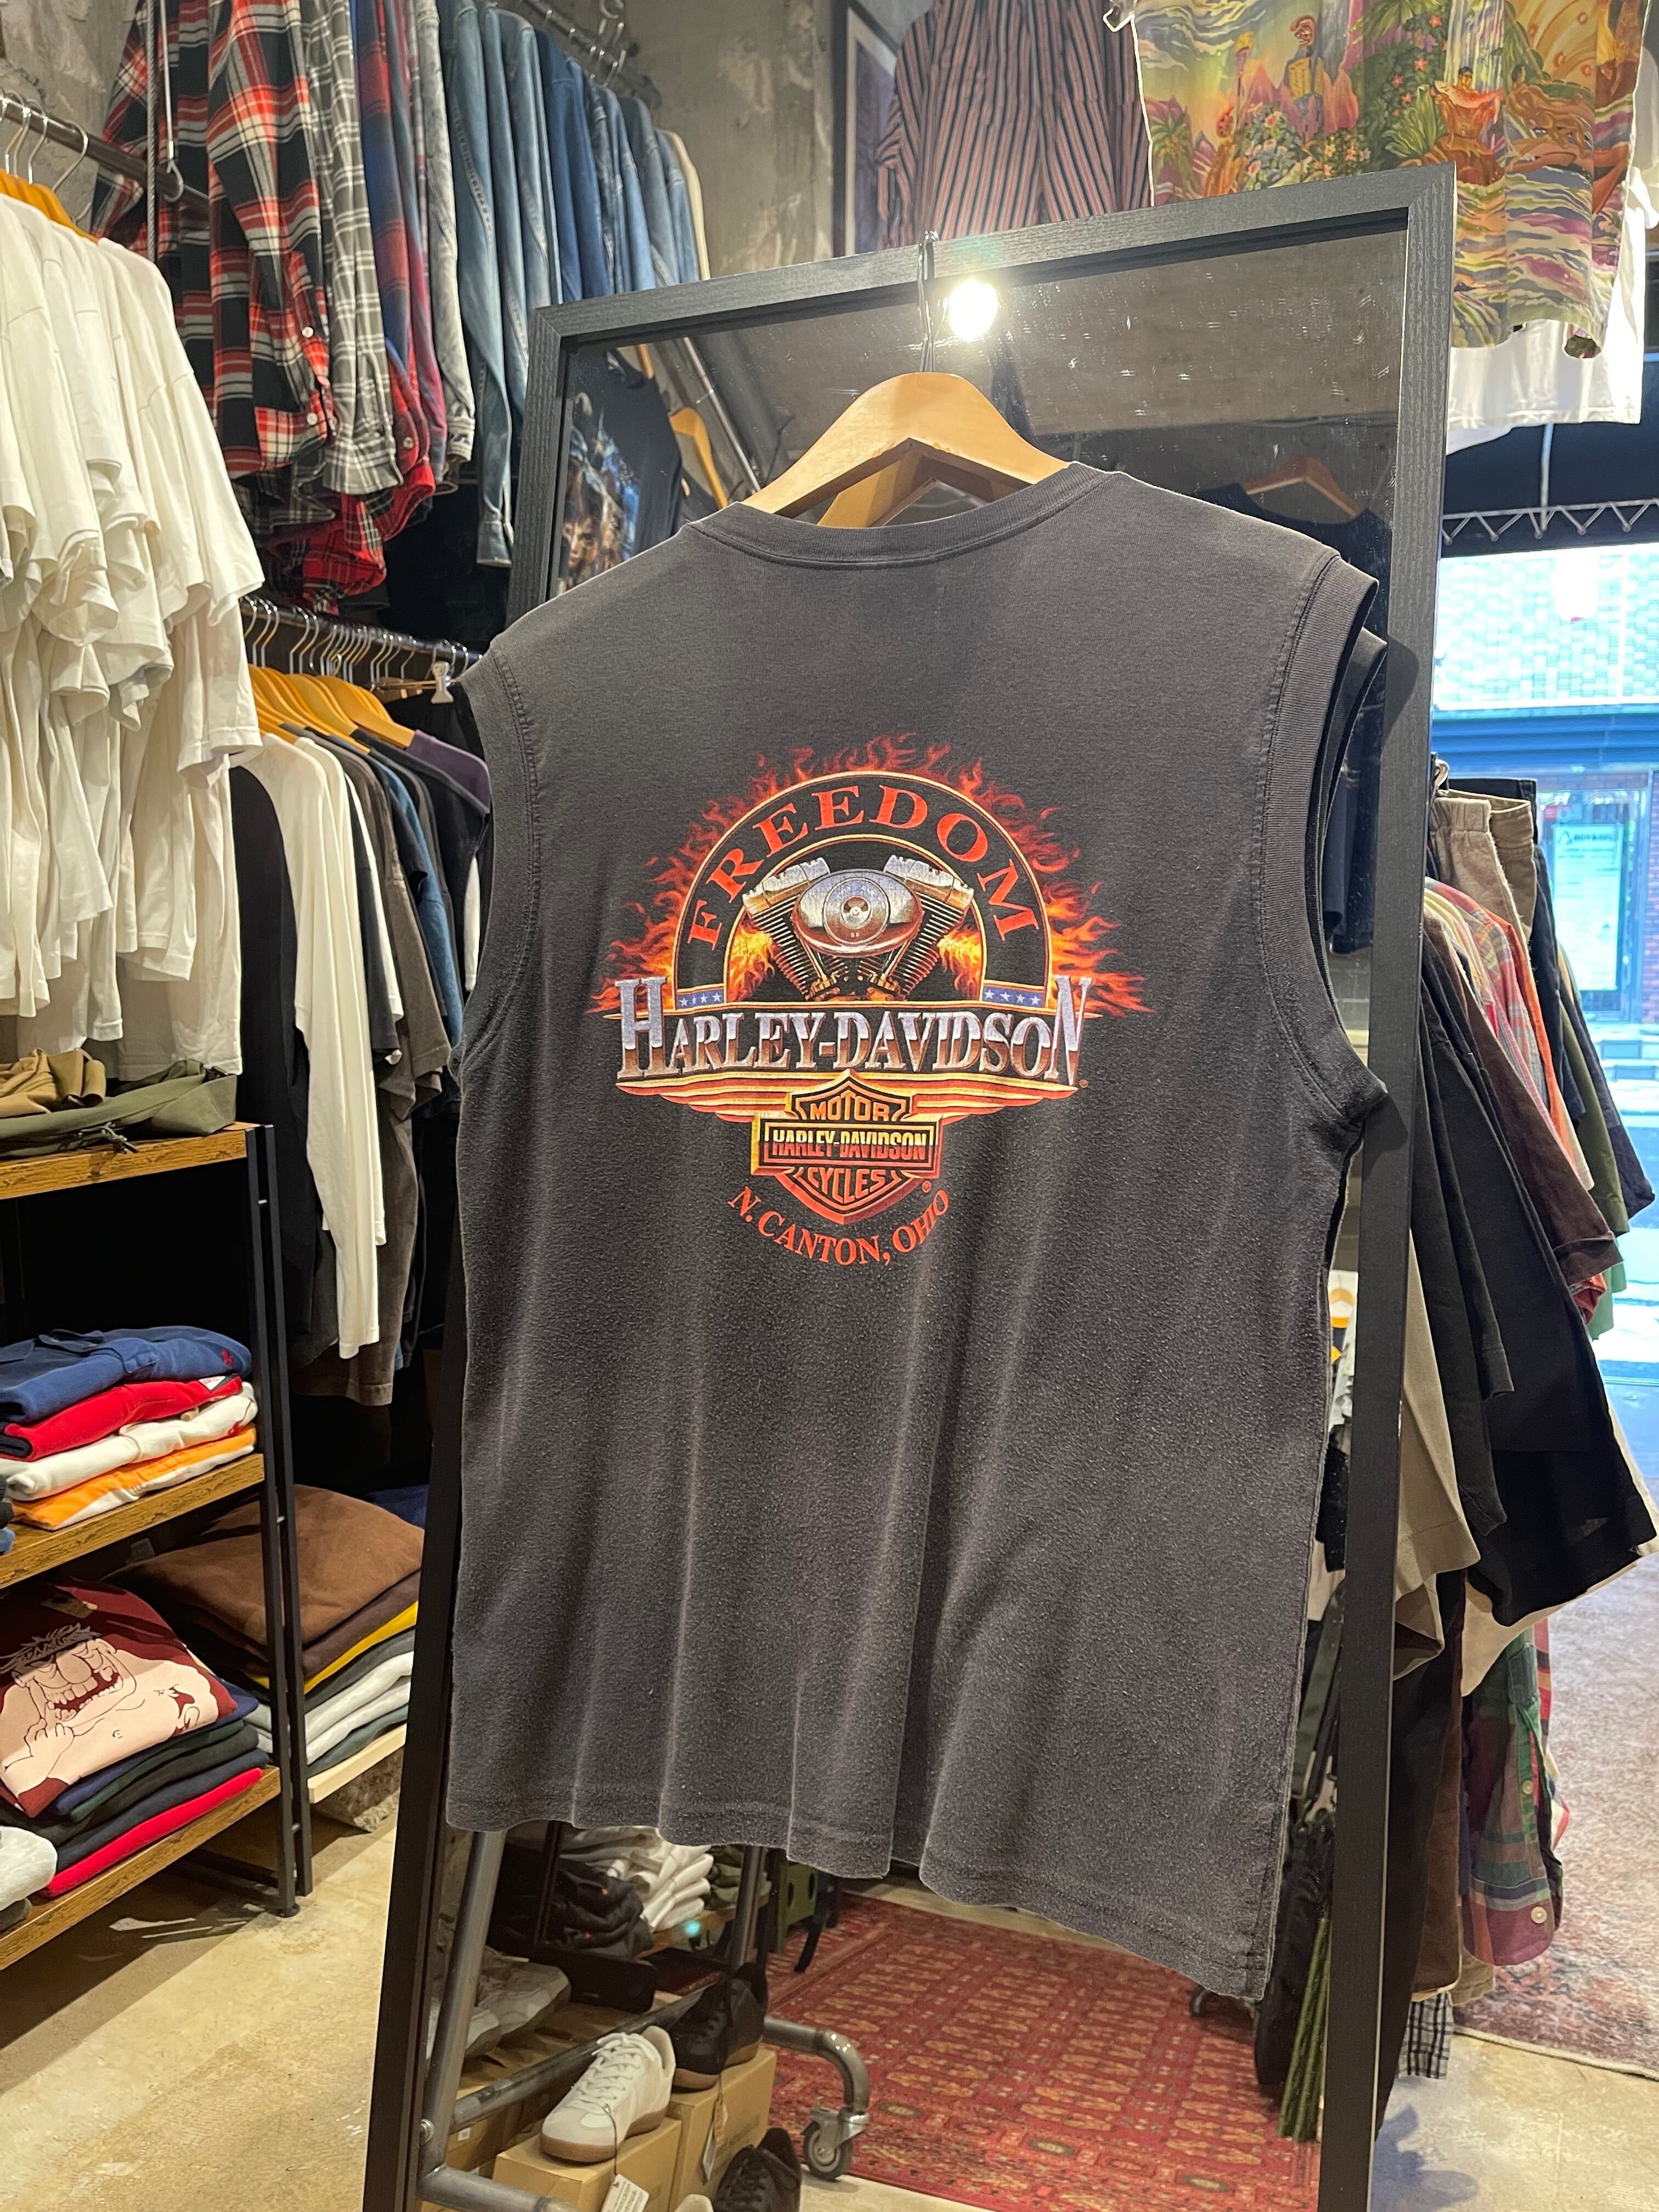 FREEDOM
HARLEY-DAVIDSON®
MOTOR
HARLEY-DAVIDSON
CYCLES®
N. CANTON, OHIO